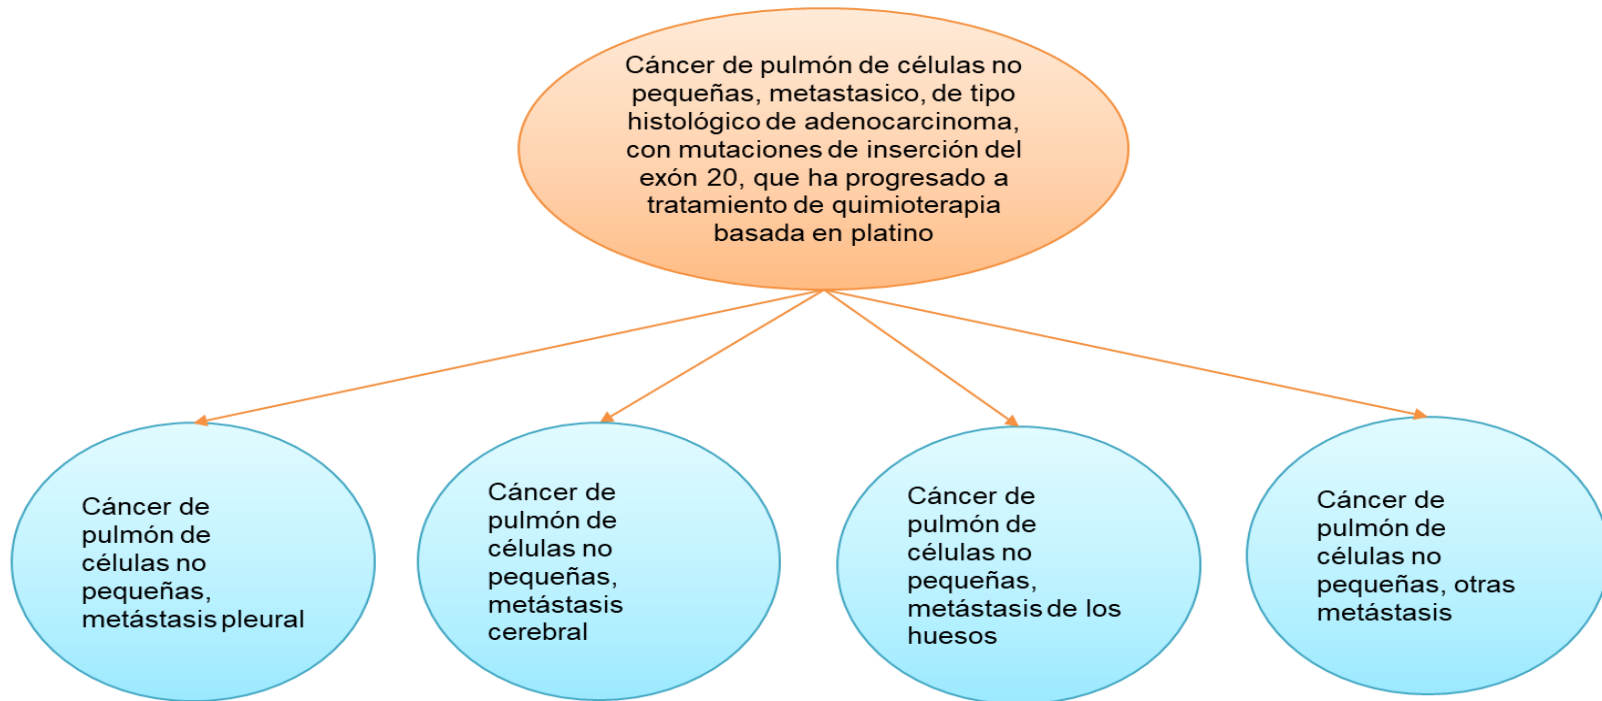 Cáncer de pulmón de células no
pequeñas, metastasico, de tipo
histológico de adenocarcinoma,
con mutaciones de inserción del
exón 20, que ha progresado a
tratamiento de quimioterapia
basada en platino
Cáncer de
pulmón de
células no
pequeñas,
metástasis pleural
Cáncer de
pulmón de
células no
pequeñas,
metástasis
cerebral
Cáncer de
pulmón de
células no
pequeñas,
metástasis de los
huesos
Cáncer de
pulmón de
células no
pequeñas, otras
metástasis